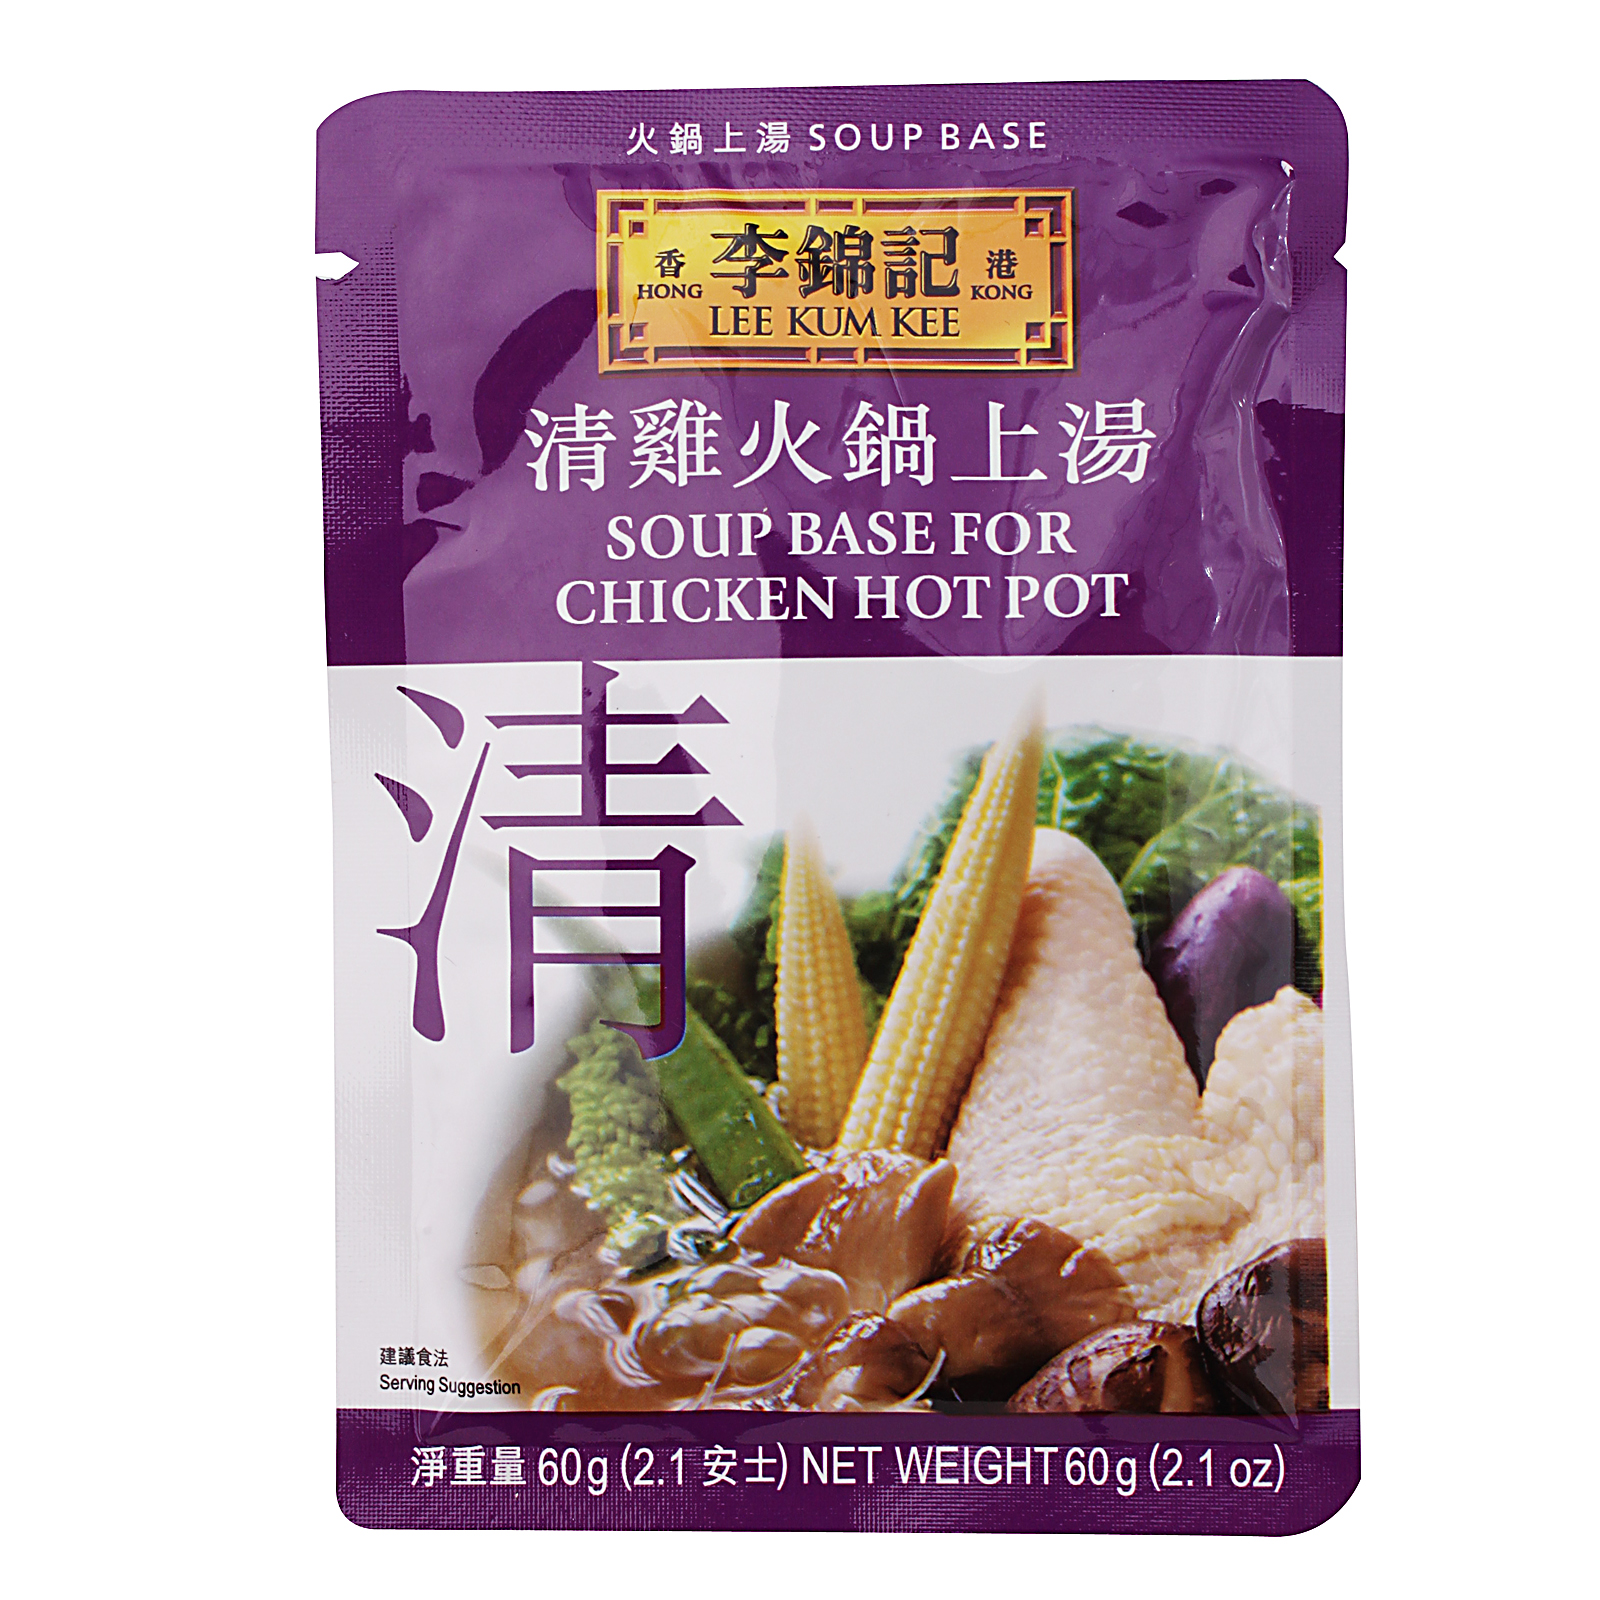 火鍋上湯 SOUP BASE
香 李錦記 港
HONG KONG
LEE KUM KEE
清雞火鍋上湯
SOUP BASE FOR
CHICKEN HOT POT
清
建議食法
Serving Suggestion
淨重量 60g (2.1 安士) NET WEIGHT 60g (2.1 oz)